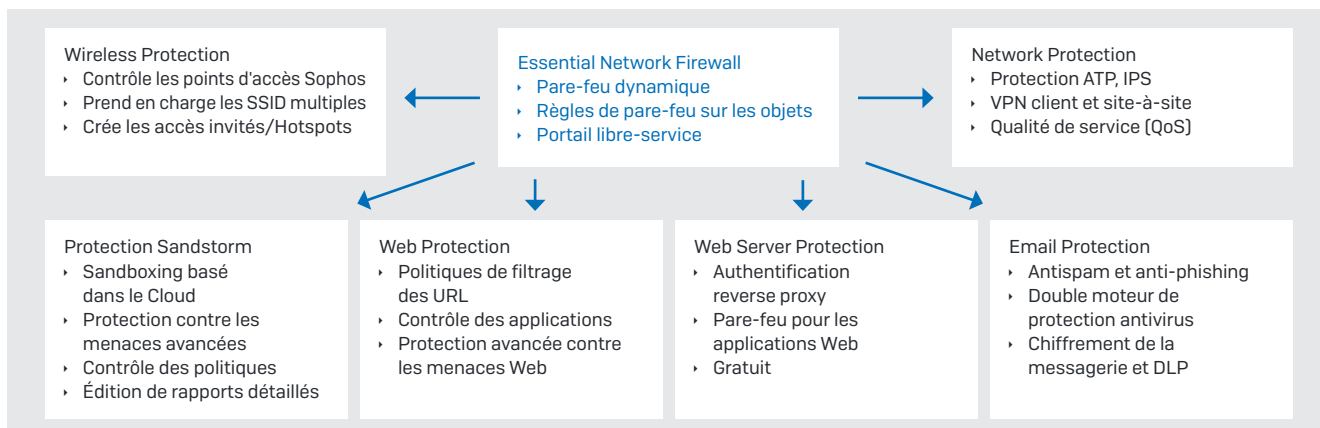 Wireless Protection
‣ Contrôle les points d'accès Sophos
‣ Prend en charge les SSID multiples
‣ Crée les accès invités/Hotspots
Essential Network Firewall
‣ Pare-feu dynamique
‣ Règles de pare-feu sur les objets
‣ Portail libre-service
Network Protection
‣ Protection ATP, IPS
‣ VPN client et site-à-site
‣ Qualité de service (QoS)
Protection Sandstorm
‣ Sandboxing basé
dans le Cloud
‣ Protection contre les
menaces avancées
‣ Contrôle des politiques
‣ Édition de rapports détaillés
Web Protection
‣ Politiques de filtrage
des URL
‣ Contrôle des applications
‣ Protection avancée contre
les menaces Web
Web Server Protection
‣ Authentification
reverse proxy
‣ Pare-feu pour les
applications Web
‣ Gratuit
Email Protection
‣ Antispam et anti-phishing
‣ Double moteur de
protection antivirus
‣ Chiffrement de la
messagerie et DLP